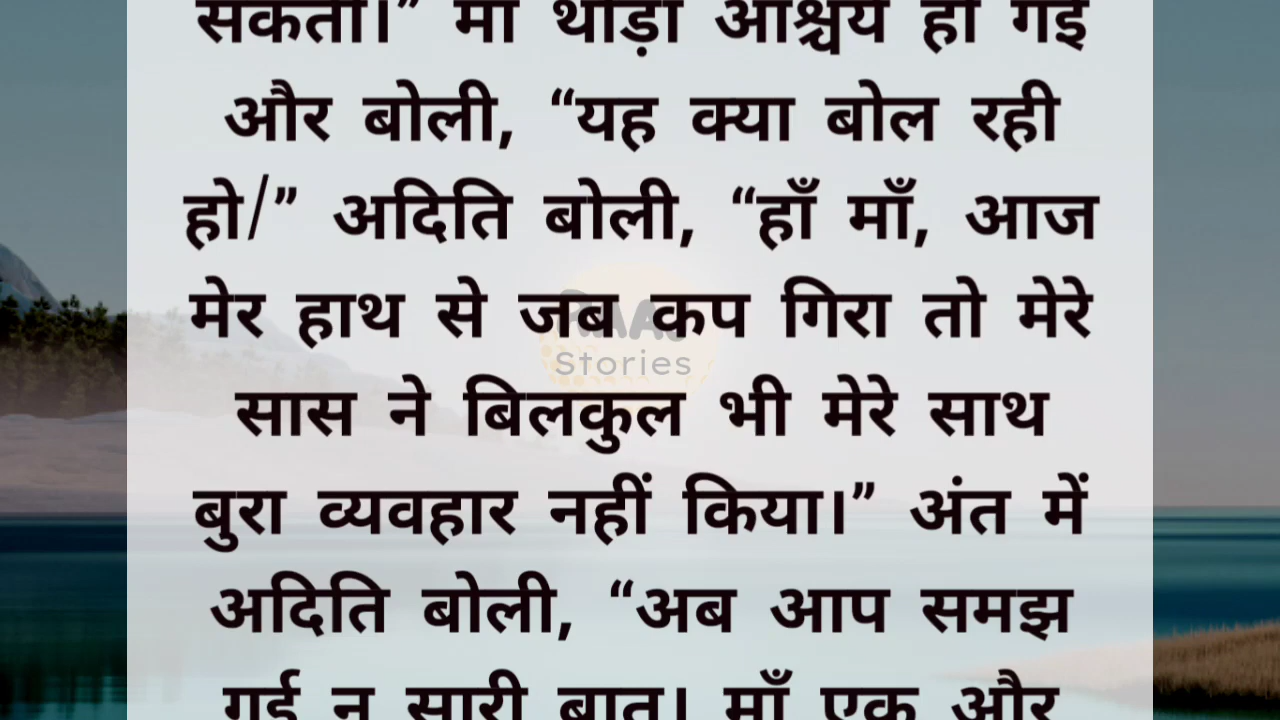 सकती।” माँ थोड़ा आश्चर्य हो गई
और बोली, “यह क्या बोल रही
हो/” अदिति बोली, “हाँ माँ, आज
मेर हाथ से जब कप गिरा तो मेरे
Stories
सास ने बिलकुल भी मेरे साथ
बुरा व्यवहार नहीं किया।” अंत में
अदिति बोली, “अब आप समझ
गई न सारी बात। माँ एक और